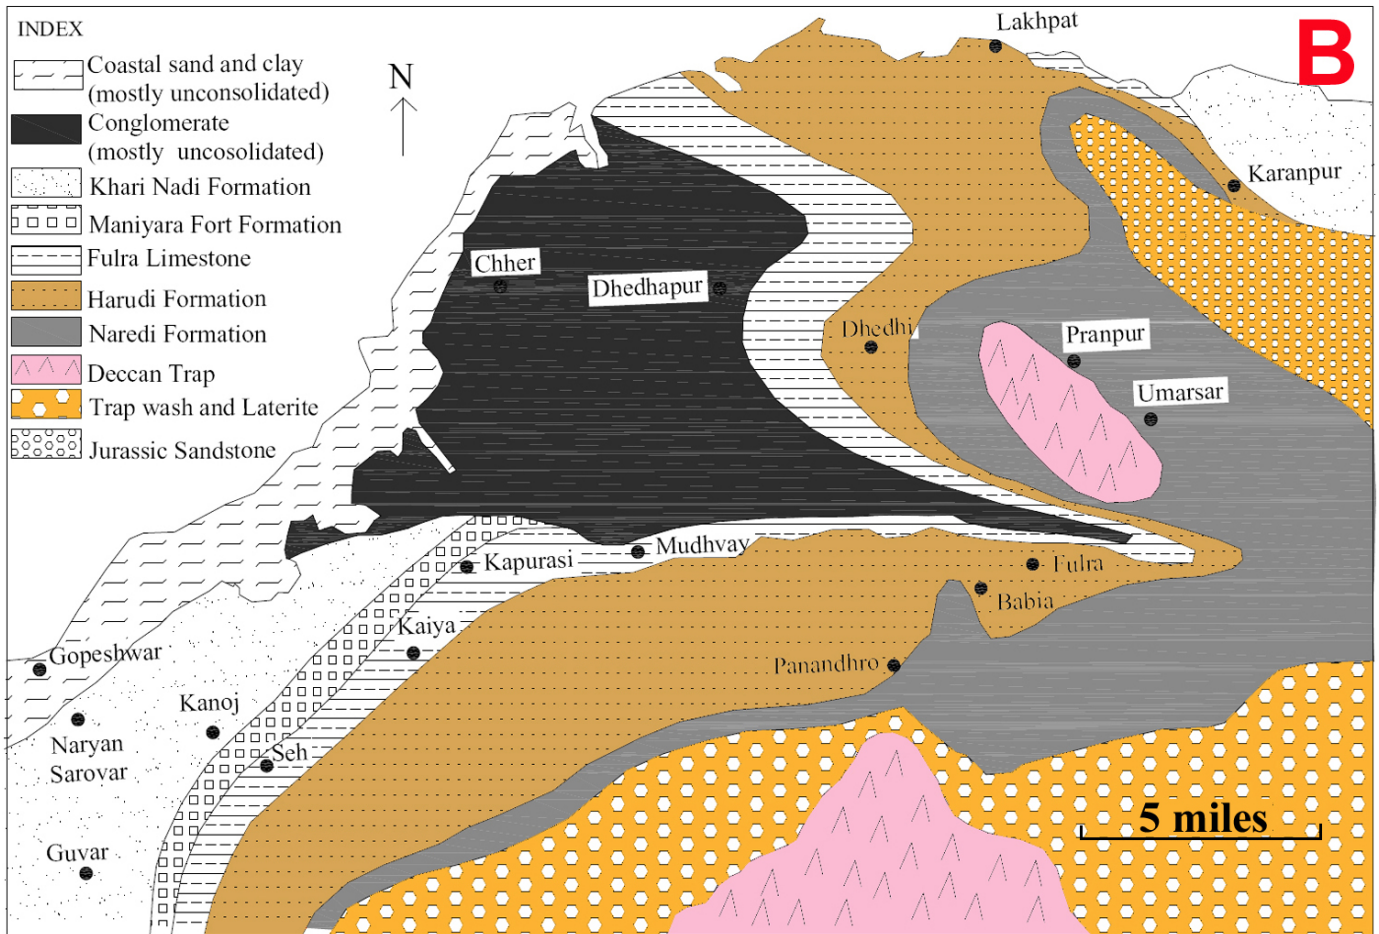 INDEX
Coastal sand and clay
(mostly unconsolidated)
Conglomerate
(mostly uncosolidated)
Khari Nadi Formation
Maniyara Fort Formation
Fulra Limestone
Harudi Formation
Naredi Formation
Deccan Trap
Trap wash and Laterite
Jurassic Sandstone
N
B
Lakhpat
Karanpur
Chher
Dhedhapur
Dhedhi
Pranpur
Umarsar
Mudhvay
Kapurasi
Fulra
Babia
Kaiya
Gopeshwar
Panandhro
Kanoj
Naryan
Sarovar
Seh
5 miles
Guvar